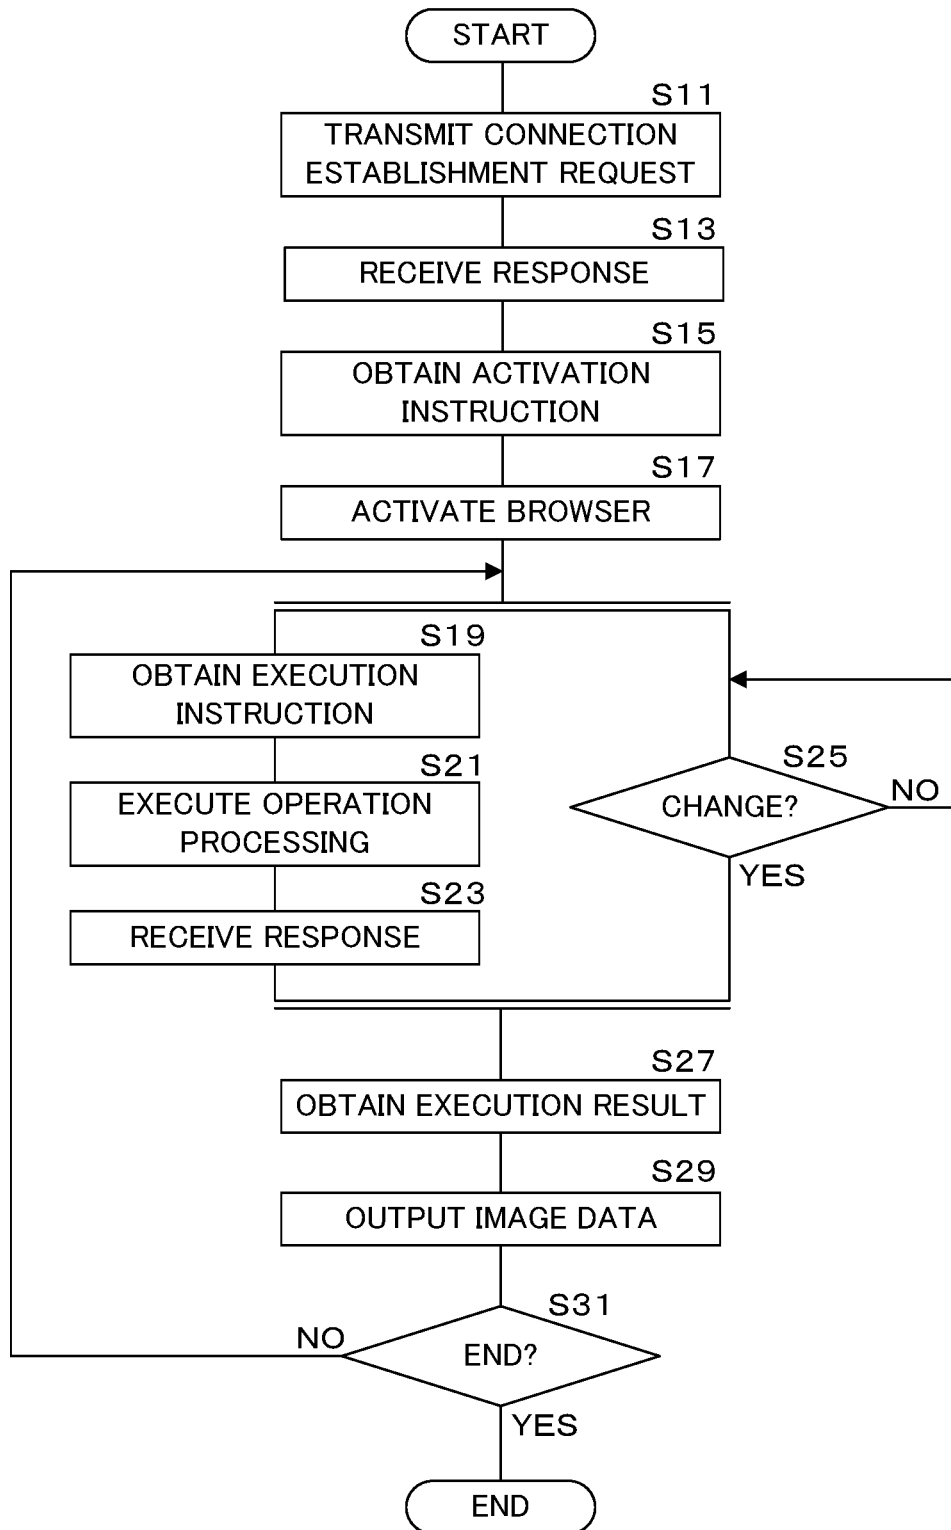 START
S11
TRANSMIT CONNECTION
ESTABLISHMENT REQUEST
S13
RECEIVE RESPONSE
S15
OBTAIN ACTIVATION
INSTRUCTION
S17
ACTIVATE BROWSER
S19
OBTAIN EXECUTION
INSTRUCTION
S21
EXECUTE OPERATION
PROCESSING
S23
RECEIVE RESPONSE
S25
CHANGE?
NO
YES
S27
OBTAIN EXECUTION RESULT
S29
OUTPUT IMAGE DATA
S31
END?
NO
YES
END